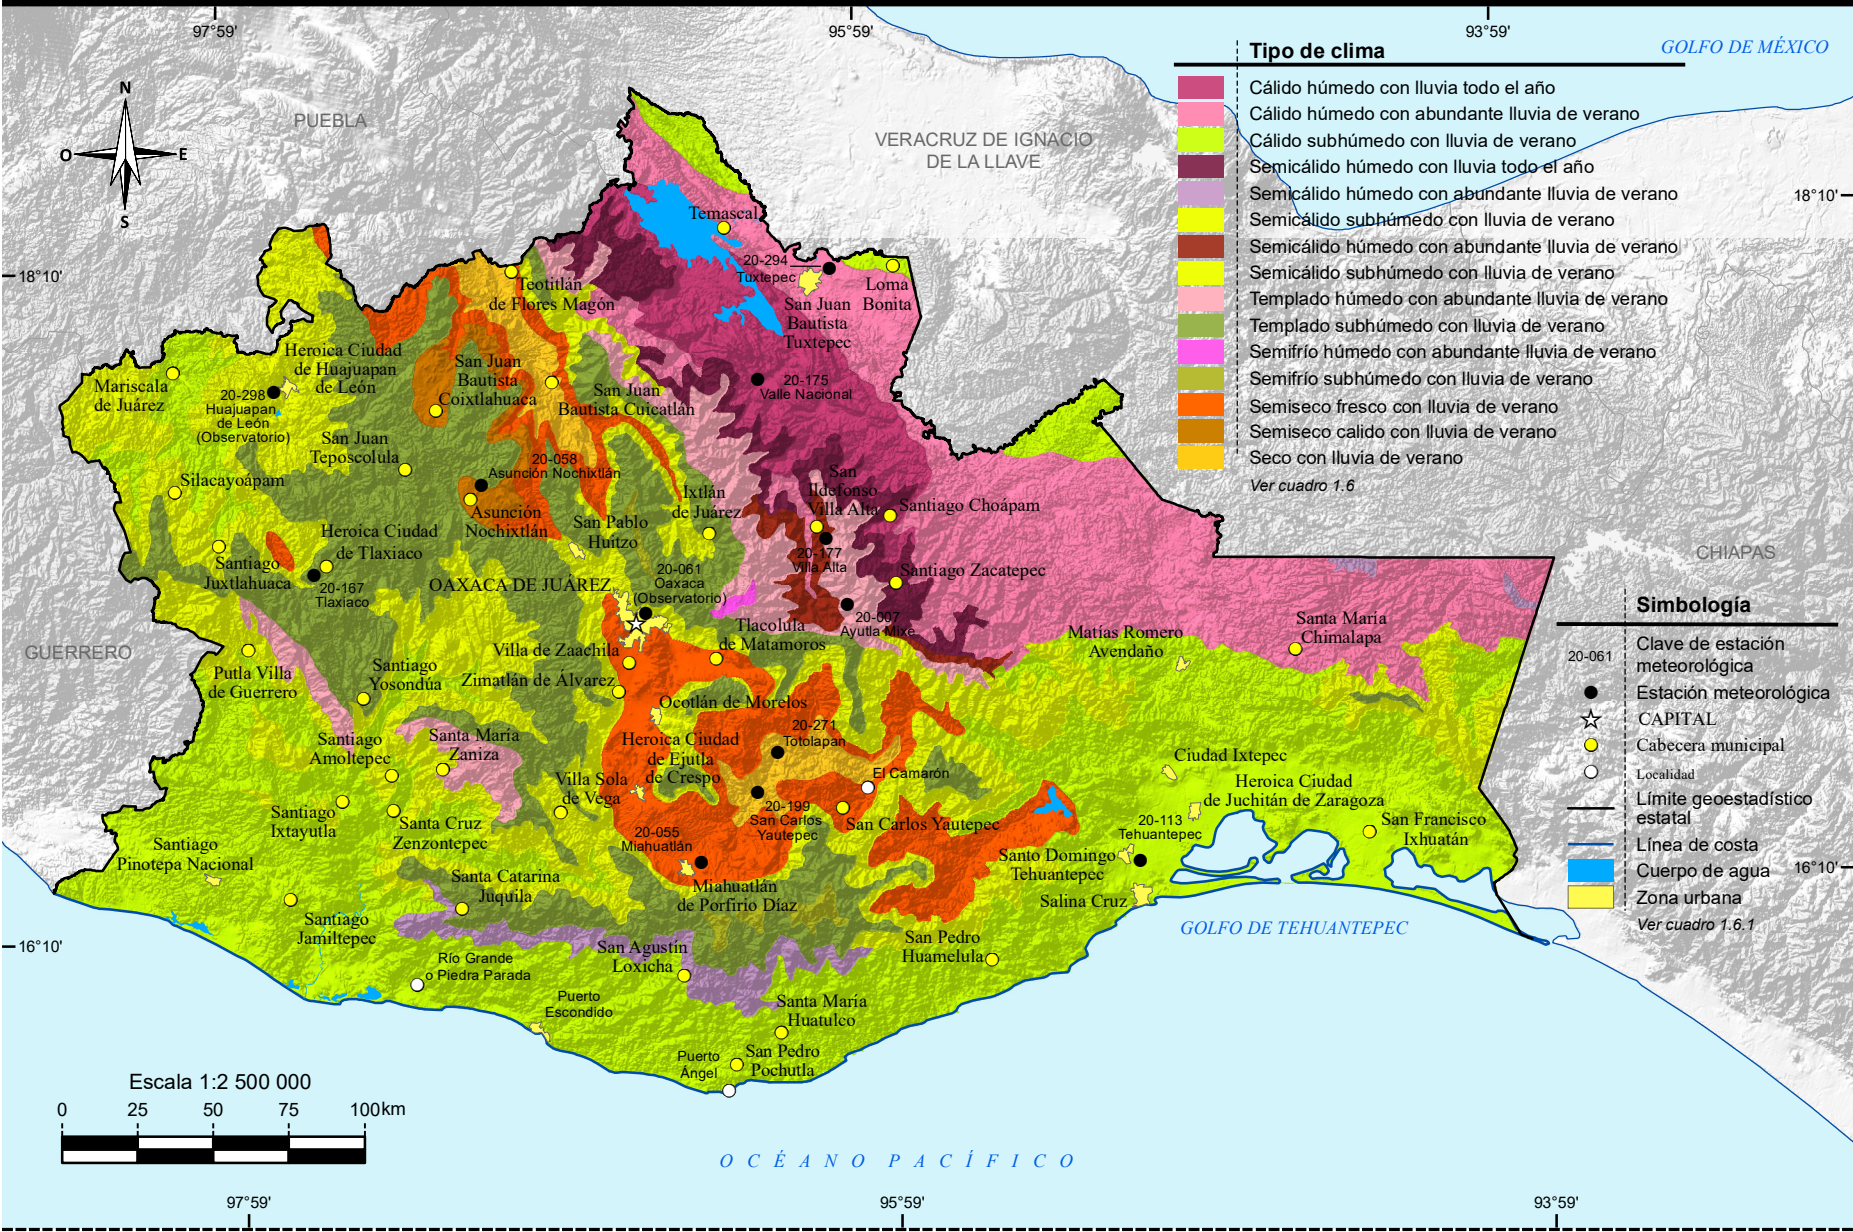 97°59'
95°59'
93°59'
GOLFO DE MÉXICO
Tipo de clima
Cálido húmedo con lluvia todo el año
Cálido húmedo con abundante lluvia de verano
Cálido subhúmedo con lluvia de verano
Semicálido húmedo con lluvia todo el año
Semicálido húmedo con abundante lluvia de verano
Semicálido subhúmedo con lluvia de verano
Semicálido húmedo con abundante lluvia de verano
Semicálido subhúmedo con lluvia de verano
Templado húmedo con abundante lluvia de verano
Templado subhúmedo con lluvia de verano
Semifrío húmedo con abundante lluvia de verano
Semifrío subhúmedo con lluvia de verano
Semiseco fresco con lluvia de verano
Semiseco calido con lluvia de verano
Seco con lluvia de verano
Ver cuadro 1.6
N
O
E
S
PUEBLA
VERACRUZ DE IGNACIO
DE LA LLAVE
18°10'
18°10'
Temascal
20-294
Tuxtepec
San Juan
Bautista
Tuxtepec
Loma
Bonita
Teotitlán
de Flores Magón
Heroica Ciudad
de Huajuapan
de León
Mariscala
de Juárez
20-298
Huajuapan
de León
(Observatorio)
San Juan
Bautista
Coixtlahuaca
San Juan
Bautista Cuicatlán
20-175
Valle Nacional
San Juan
Teposcolula
20-058
Asunción Nochixtlán
Silacayoápam
Asunción
Nochixtlán
Ixtlán
de Juárez
San
Ildefonso
Villa Alta
Santiago Choápam
San Pablo
Huitzo
Heroica Ciudad
de Tlaxiaco
20-177
Villa Alta
Santiago
Juxtlahuaca
20-167
Tlaxiaco
OAXACA DE JUÁREZ
20-061
Oaxaca
(Observatorio)
Santiago Zacatepec
CHIAPAS
GUERRERO
Tlacolula
de Matamoros
20-007
Ayutla Mixe
Matías Romero
Avendaño
Santa María
Chimalapa
Putla Villa
de Guerrero
Santiago
Yosondúa
Villa de Zaachila
Zimatlán de Álvarez
Ocotlán de Morelos
Santiago
Amoltepec
Santa María
Zaniza
Heroica Ciudad
de Ejutla
de Crespo
20-271
Totolapan
El Camarón
Villa Sola
de Vega
Ciudad Ixtepec
Heroica Ciudad
de Juchitán de Zaragoza
Santiago
Ixtayutla
Santa Cruz
Zenzontepec
20-199
San Carlos
Yautepec
San Carlos Yautepec
20-113
Tehuantepec
San Francisco
Ixhuatán
Santiago
Pinotepa Nacional
20-055
Miahuatlán
Santo Domingo
Tehuantepec
Santa Catarina
Juquila
Miahuatlán
de Porfirio Díaz
Salina Cruz
GOLFO DE TEHUANTEPEC
Santiago
Jamiltepec
San Agustín
Loxicha
San Pedro
Huamelula
Río Grande
o Piedra Parada
Puerto
Escondido
Santa María
Huatulco
Puerto
Ángel
San Pedro
Pochutla
Simbología
20-061
Clave de estación
meteorológica
Estación meteorológica
CAPITAL
Cabecera municipal
Localidad
Límite geoestadístico
estatal
Línea de costa
Cuerpo de agua
Zona urbana
Ver cuadro 1.6.1
16°10'
16°10'
Escala 1:2 500 000
0 25 50 75 100 km
OCÉANO PACÍFICO
97°59'
95°59'
93°59'